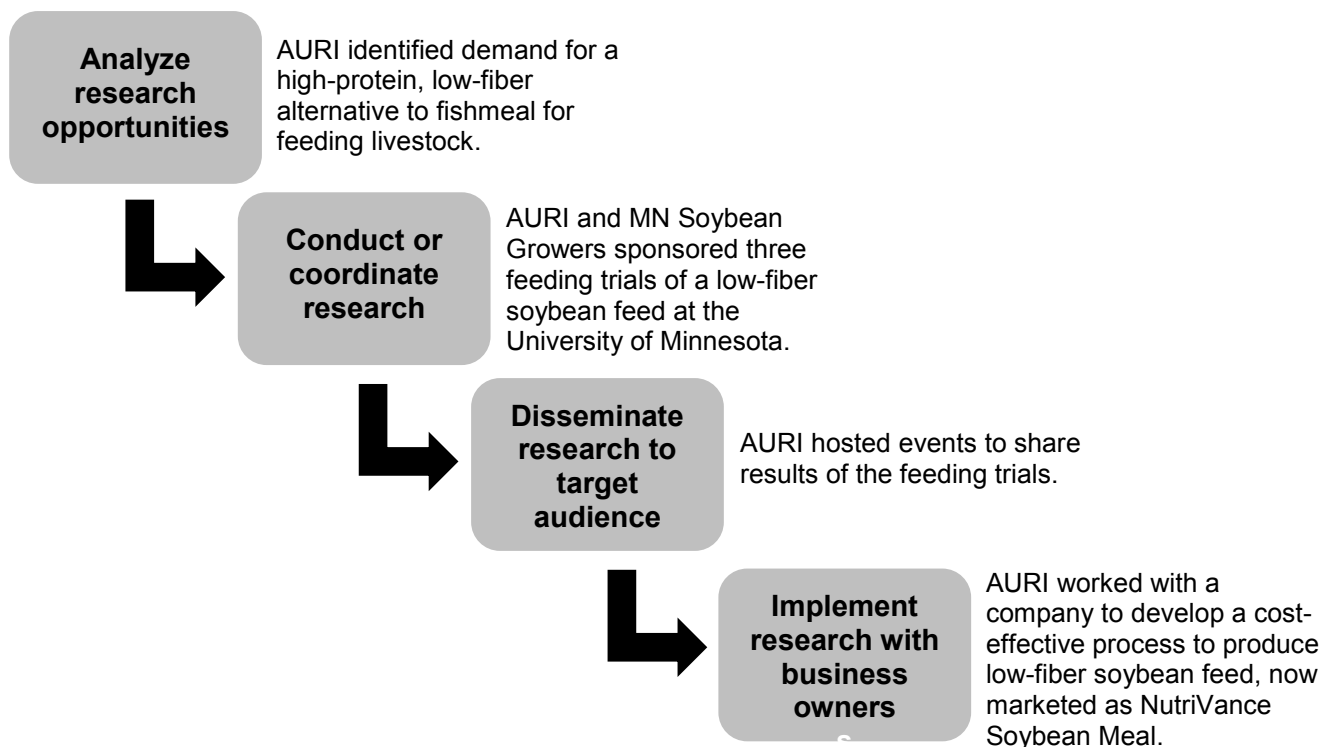 Analyze
research
opportunities
AURI identified demand for a
high-protein, low-fiber
alternative to fishmeal for
feeding livestock.
Conduct or
coordinate
research
AURI and MN Soybean
Growers sponsored three
feeding trials of a low-fiber
soybean feed at the
University of Minnesota.
Disseminate
research to
target
audience
AURI hosted events to share
results of the feeding trials.
Implement
research with
business
owners
s
AURI worked with a
company to develop a cost-
effective process to produce
low-fiber soybean feed, now
marketed as NutriVance
Soybean Meal.